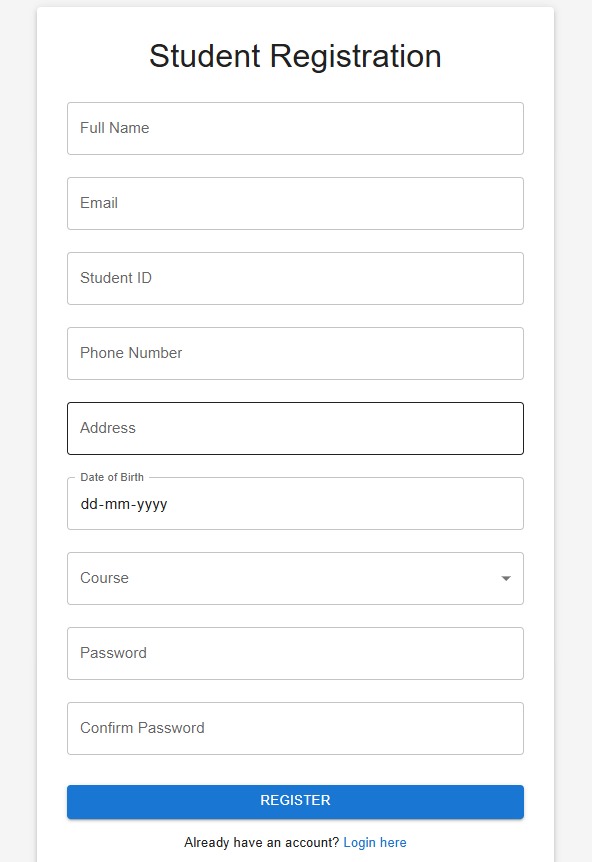 Student Registration
Full Name
Email
Student ID
Phone Number
Address
Date of Birth
dd-mm-yyyy
Course
Password
Confirm Password
REGISTER
Already have an account? Login here